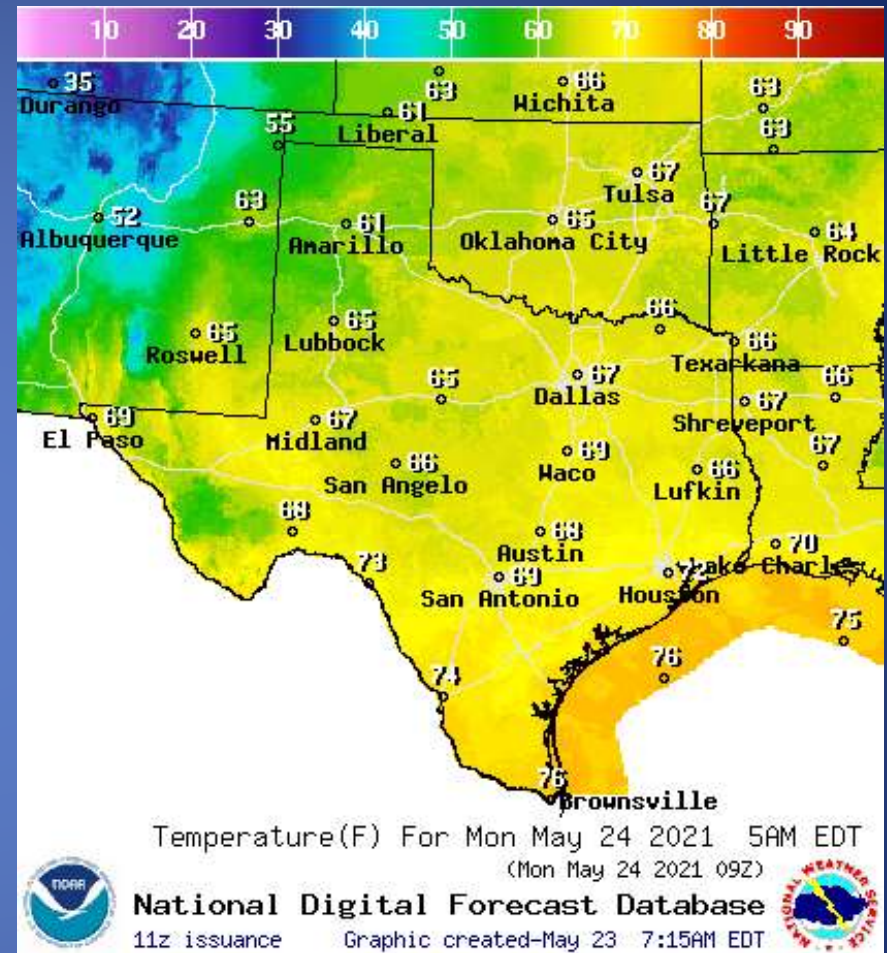 10 20 30 40 50 60 70 80 90
35 63 66 63
Durango 61 Wichita
55 Liberal 63
67
Tulsa
52 63 61 65 67 64
Albuquerque Amarillo Oklahoma City Little Rock
65 65 66 66
Roswell Lubbock Texarkana
65 67 67 66
Dallas Shreveport
69 67
El Paso Midland
66 69 66 67
San Angelo Waco Lufkin
68 68 70
Austin Lake Charles
73 69 72
San Antonio Houston
75
74 76
76
Brownsville
Temperature(F) For Mon May 24 2021 5AM EDT
(Mon May 24 2021 09Z)
NOAA
National Digital Forecast Database
11z issuance Graphic created-May 23 7:15AM EDT
NATIONAL WEATHER SERVICE